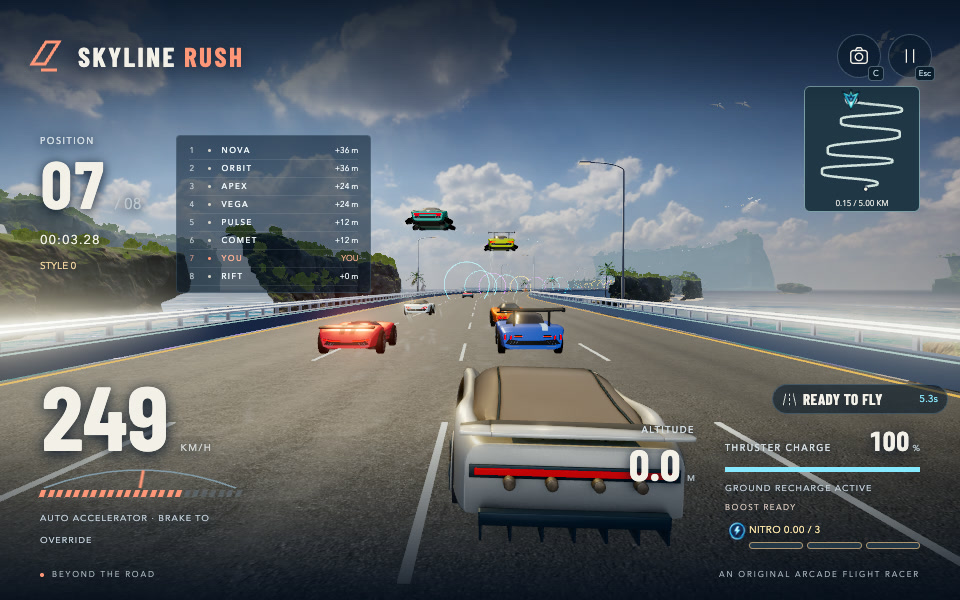 SKYLINE RUSH
C
Esc
POSITION
07 / 08
00:03.28
STYLE 0
1 • NOVA +36 m
2 • ORBIT +36 m
3 • APEX +24 m
4 • VEGA +24 m
5 • PULSE +12 m
6 • COMET +12 m
7 • YOU YOU
8 • RIFT +0 m
0.15 / 5.00 KM
249 KM/H
AUTO ACCELERATOR · BRAKE TO
OVERRIDE
• BEYOND THE ROAD
ALTITUDE
0.0 M
READY TO FLY 5.3s
THRUSTER CHARGE 100 %
GROUND RECHARGE ACTIVE
BOOST READY
NITRO 0.00 / 3
AN ORIGINAL ARCADE FLIGHT RACER